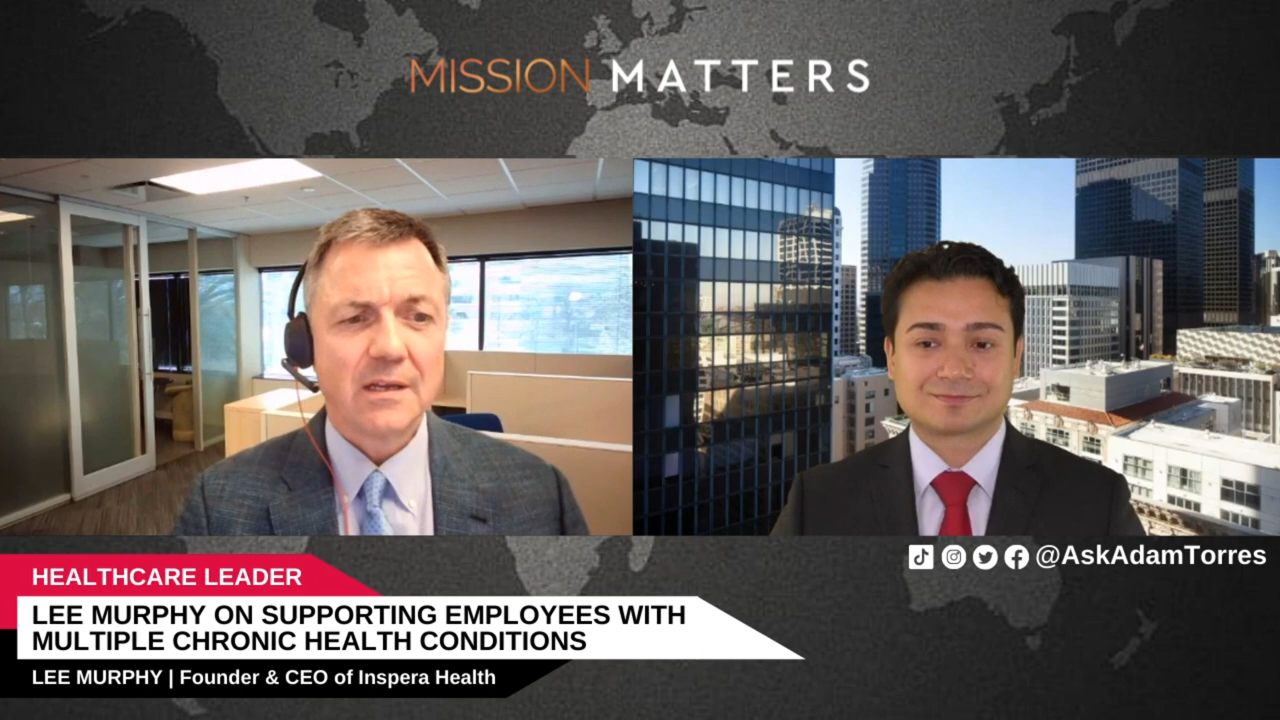 MISSION MATTERS
@AskAdamTorres
HEALTHCARE LEADER
LEE MURPHY ON SUPPORTING EMPLOYEES WITH
MULTIPLE CHRONIC HEALTH CONDITIONS
LEE MURPHY | Founder & CEO of Inspera Health